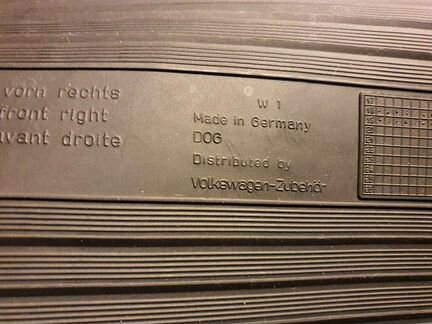 vorn rechts
front right
avant droite
W 1
Made in Germany
DOG
Distributed by
Volkswagen-Zubehör